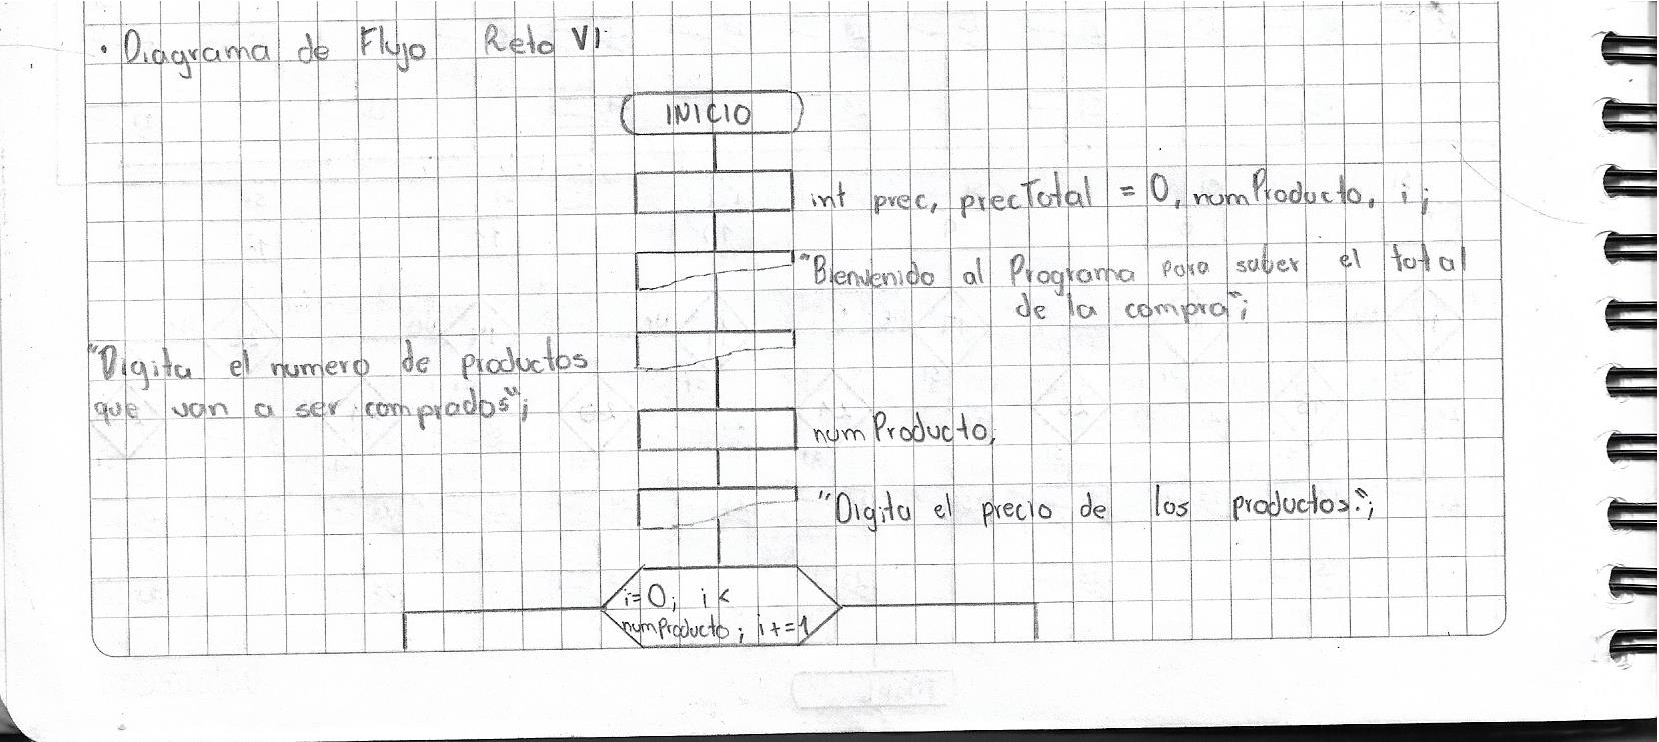 • Diagrama de Flujo Reto VI
INICIO
int prec, precTotal = 0, numProducto, i;
"Bienvenido al Programa para saber el total
de la compra";
"Digita el numero de productos
que van a ser comprados";
numProducto,
"Digita el precio de los productos:";
i=0; i <
numProducto; i+=1